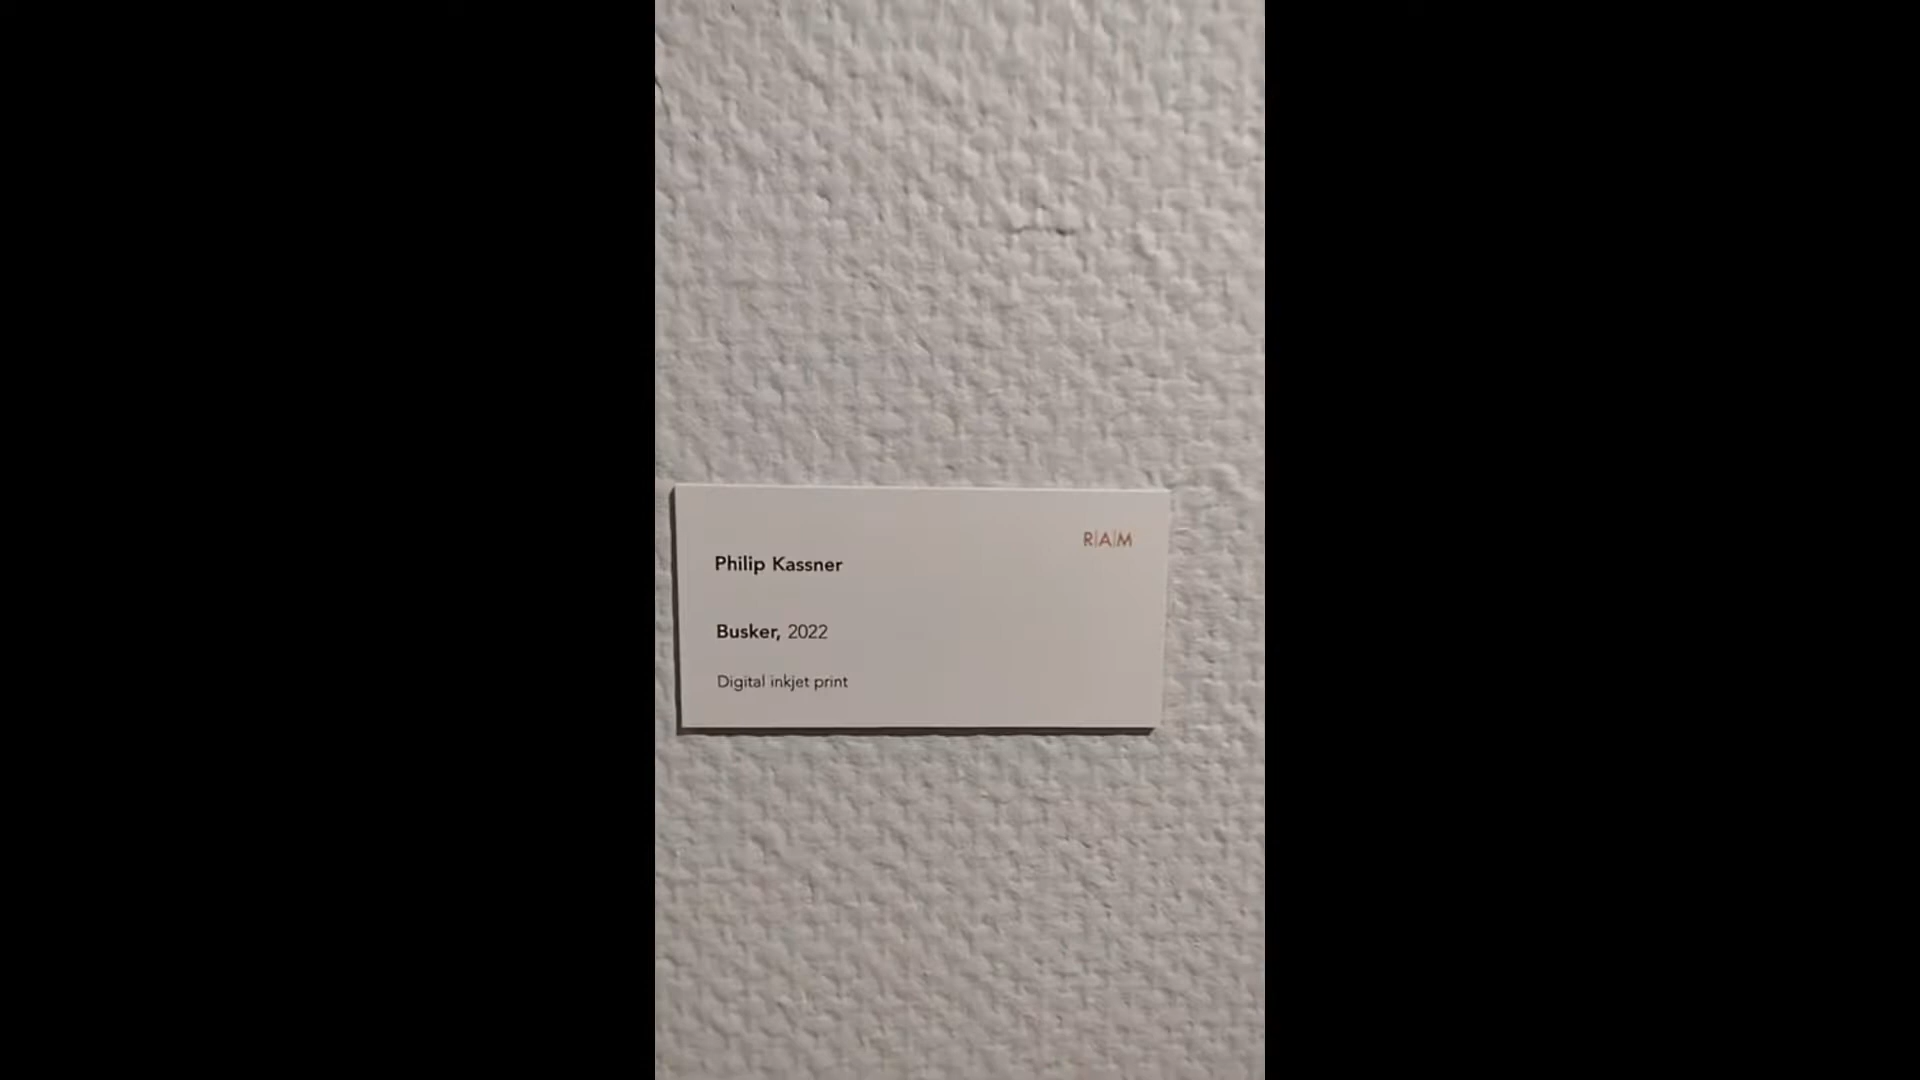 R|A|M
Philip Kassner
Busker, 2022
Digital inkjet print